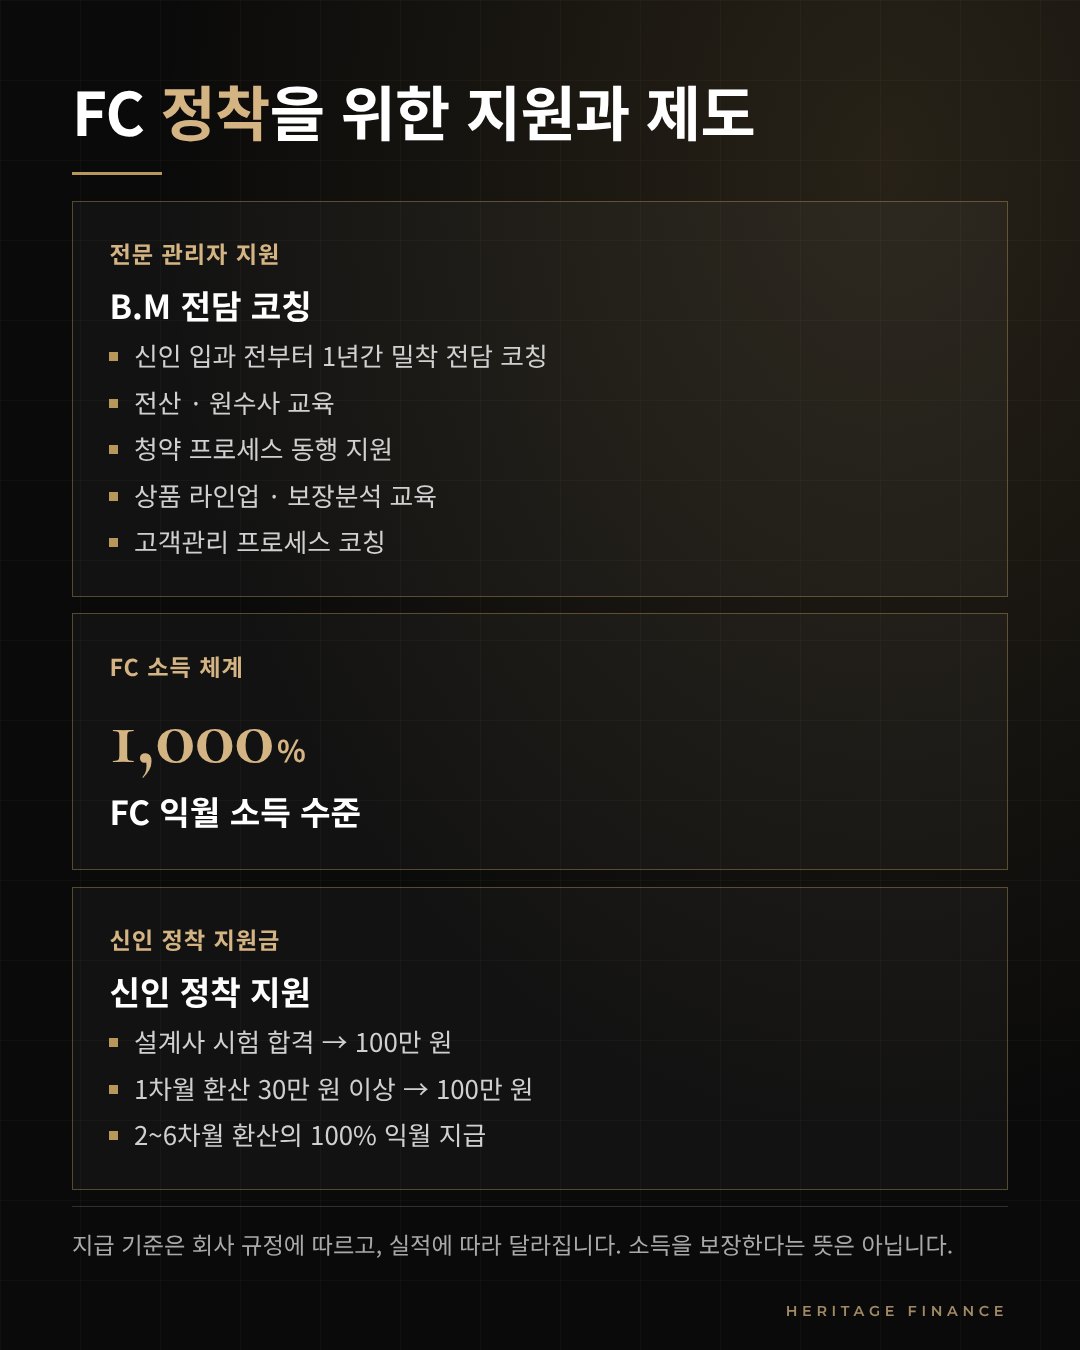 FC 정착을 위한 지원과 제도
전문 관리자 지원
B.M 전담 코칭
신인 입과 전부터 1년간 밀착 전담 코칭
전산 · 원수사 교육
청약 프로세스 동행 지원
상품 라인업 · 보장분석 교육
고객관리 프로세스 코칭
FC 소득 체계
1,000%
FC 익월 소득 수준
신인 정착 지원금
신인 정착 지원
설계사 시험 합격 → 100만 원
1차월 환산 30만 원 이상 → 100만 원
2~6차월 환산의 100% 익월 지급
지급 기준은 회사 규정에 따르고, 실적에 따라 달라집니다. 소득을 보장한다는 뜻은 아닙니다.
HERITAGE FINANCE